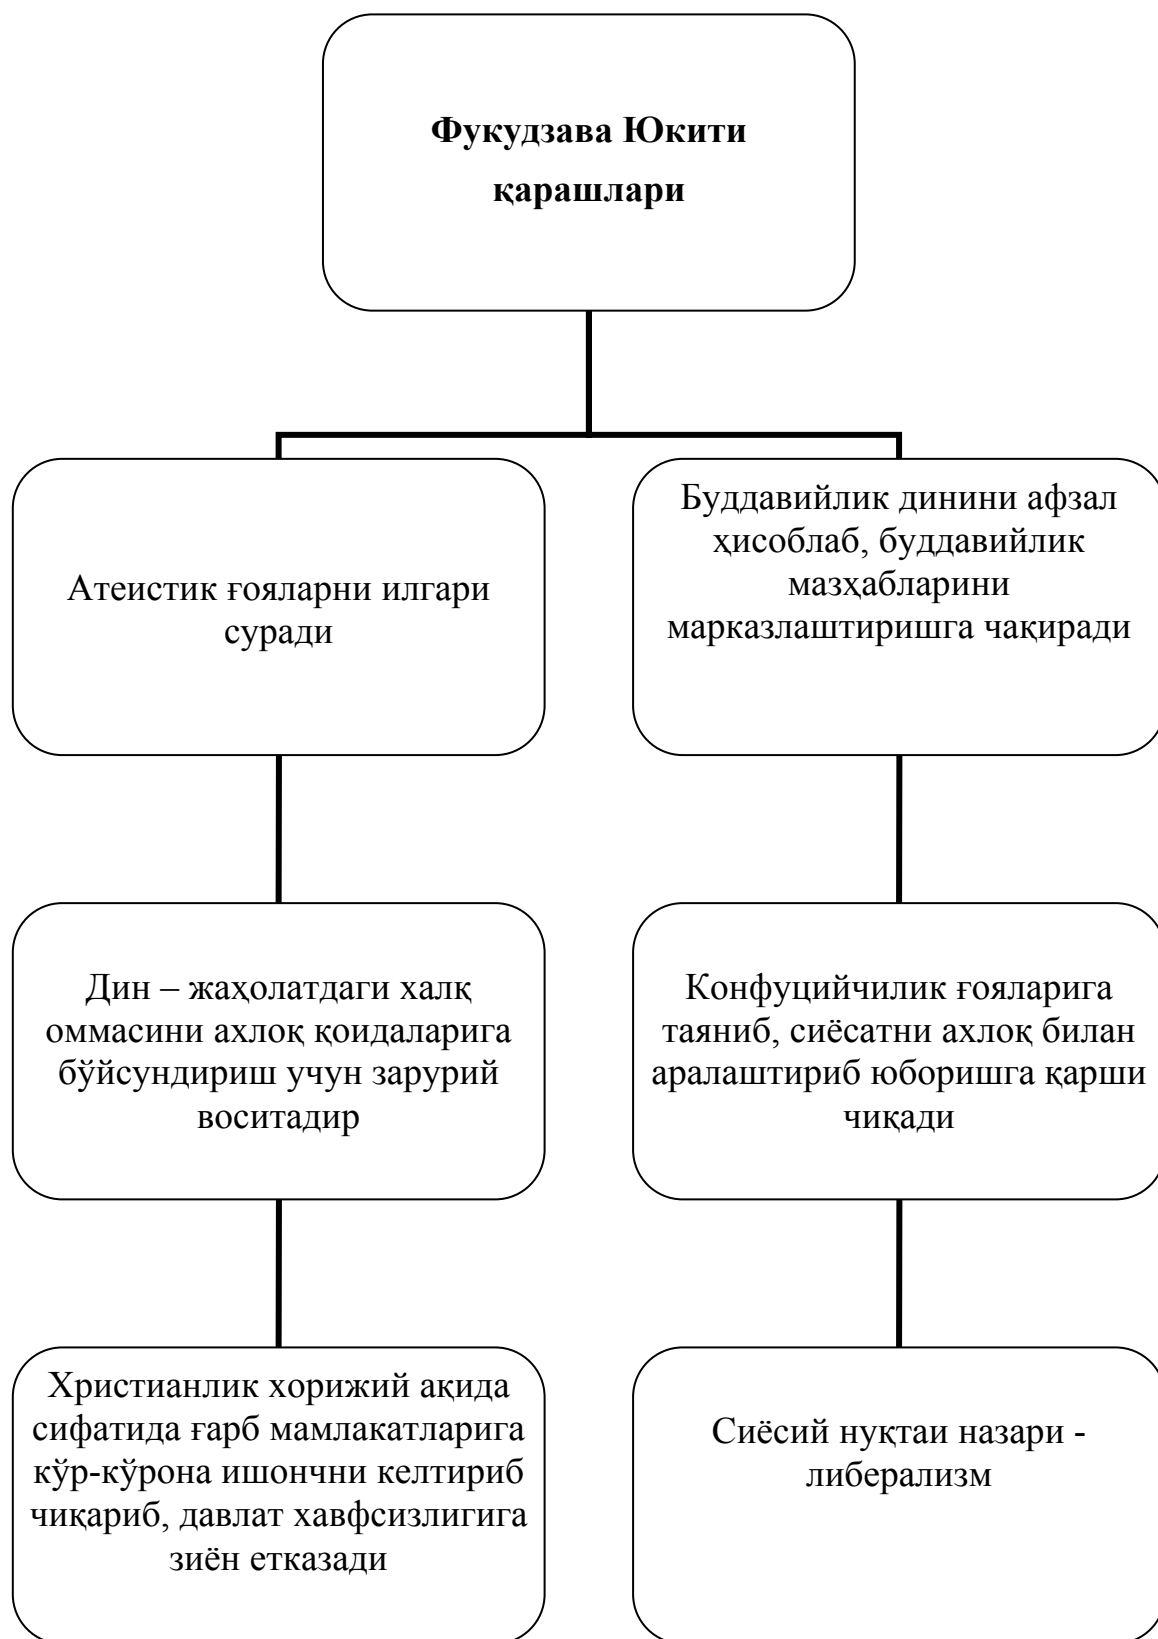 Фукудзава Юкити
қарашлари
Атеистик ғояларни илгари
суради
Буддавийлик динини афзал
ҳисоблаб, буддавийлик
мазҳабларини
марказлаштиришга чақиради
Дин – жаҳолатдаги халқ
оммасини ахлоқ қоидаларига
бўйсундириш учун зарурий
воситадир
Конфуцийчилик ғояларига
таяниб, сиёсатни ахлоқ билан
аралаштириб юборишга қарши
чиқади
Христианлик хорижий ақида
сифатида ғарб мамлакатларига
кўр-кўрона ишончни келтириб
чиқариб, давлат хавфсизлигига
зиён етказади
Сиёсий нуқтаи назари -
либерализм